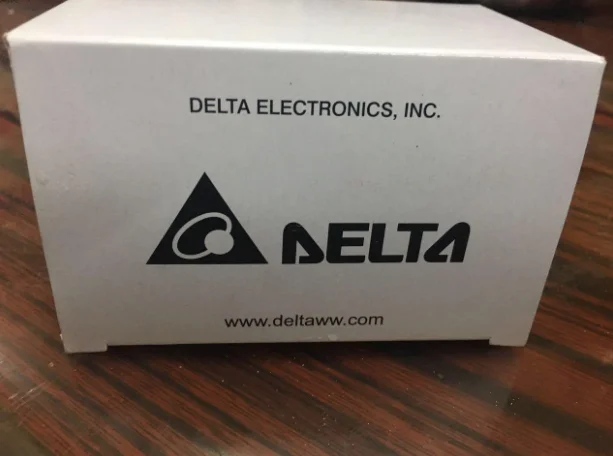 DELTA ELECTRONICS, INC.
DELTA
www.deltaww.com